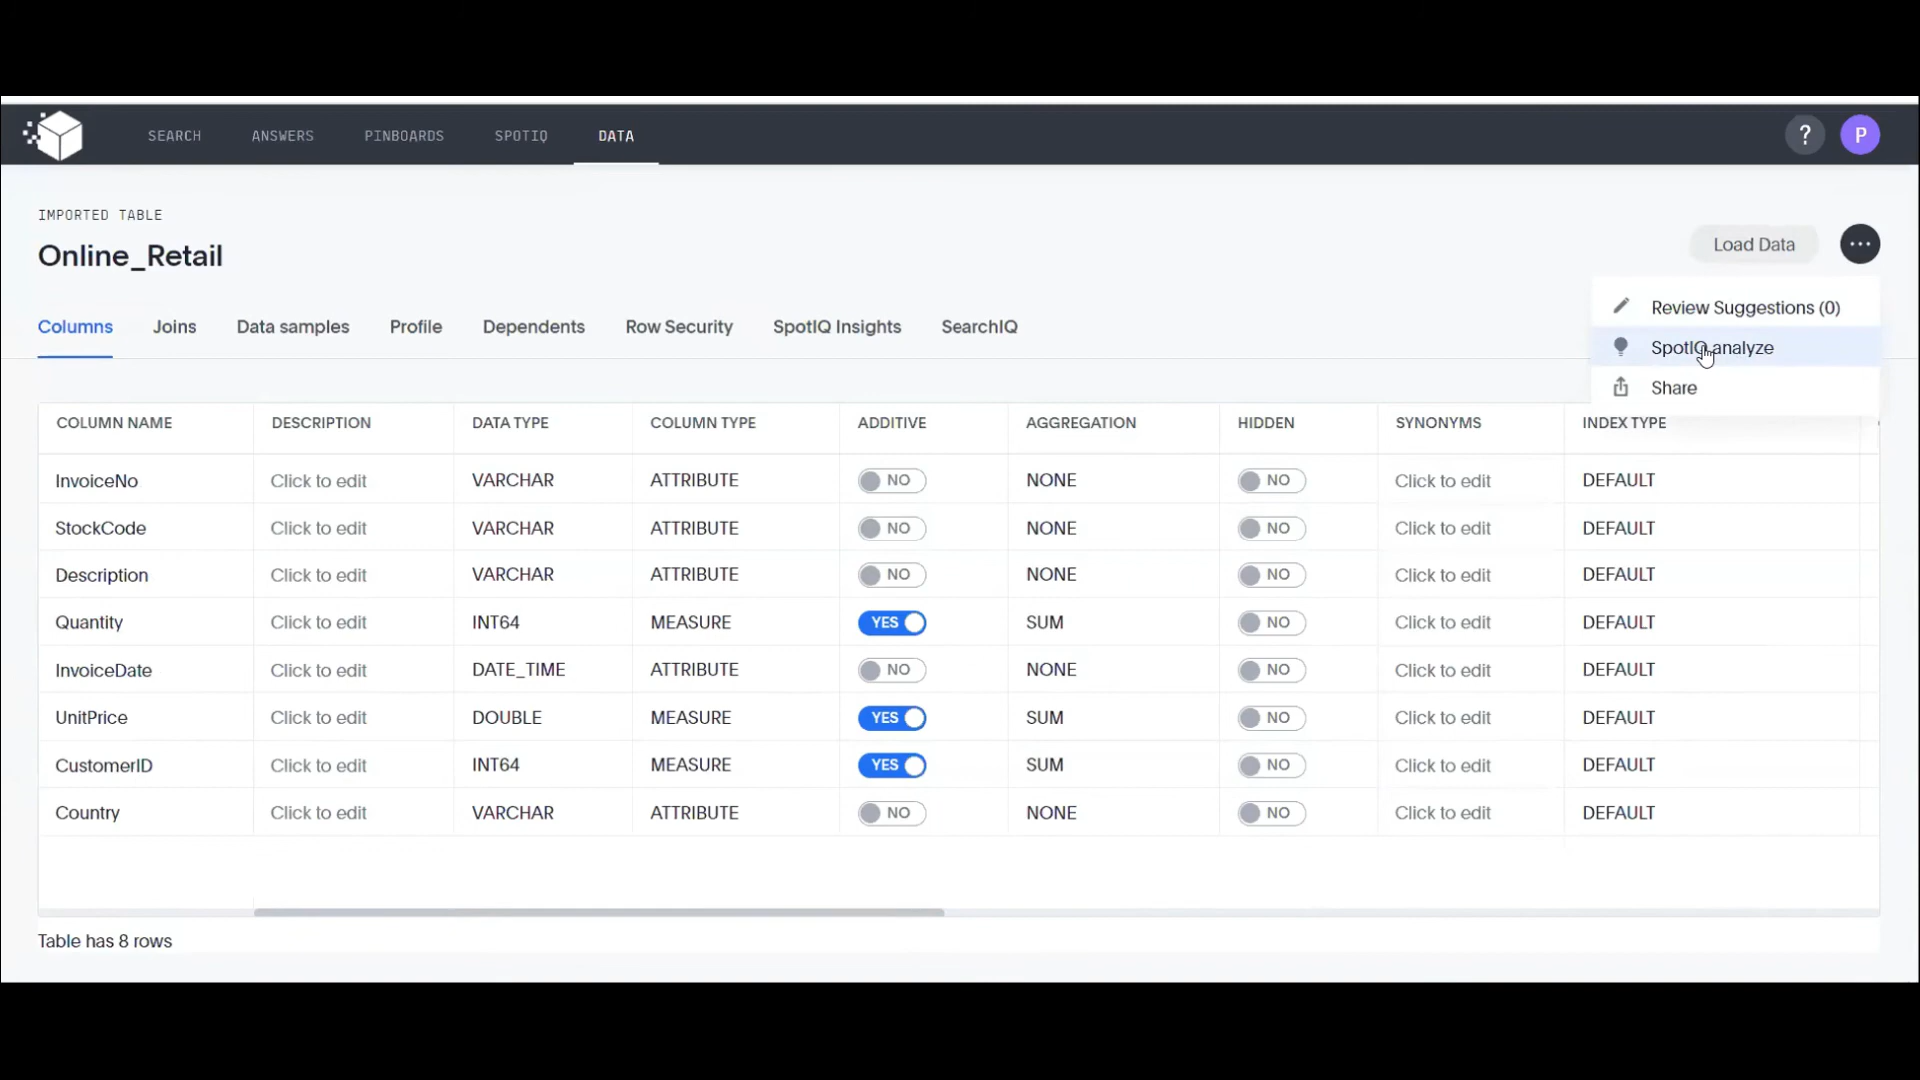 SEARCH ANSWERS PINBOARDS SPOTIQ DATA ? P
IMPORTED TABLE
Online_Retail
Load Data
Review Suggestions (0)
SpotIQ analyze
Share
Columns Joins Data samples Profile Dependents Row Security SpotIQ Insights SearchIQ
COLUMN NAME DESCRIPTION DATA TYPE COLUMN TYPE ADDITIVE AGGREGATION HIDDEN SYNONYMS INDEX TYPE
InvoiceNo Click to edit VARCHAR ATTRIBUTE NO NONE NO Click to edit DEFAULT
StockCode Click to edit VARCHAR ATTRIBUTE NO NONE NO Click to edit DEFAULT
Description Click to edit VARCHAR ATTRIBUTE NO NONE NO Click to edit DEFAULT
Quantity Click to edit INT64 MEASURE YES SUM NO Click to edit DEFAULT
InvoiceDate Click to edit DATE_TIME ATTRIBUTE NO NONE NO Click to edit DEFAULT
UnitPrice Click to edit DOUBLE MEASURE YES SUM NO Click to edit DEFAULT
CustomerID Click to edit INT64 MEASURE YES SUM NO Click to edit DEFAULT
Country Click to edit VARCHAR ATTRIBUTE NO NONE NO Click to edit DEFAULT
Table has 8 rows